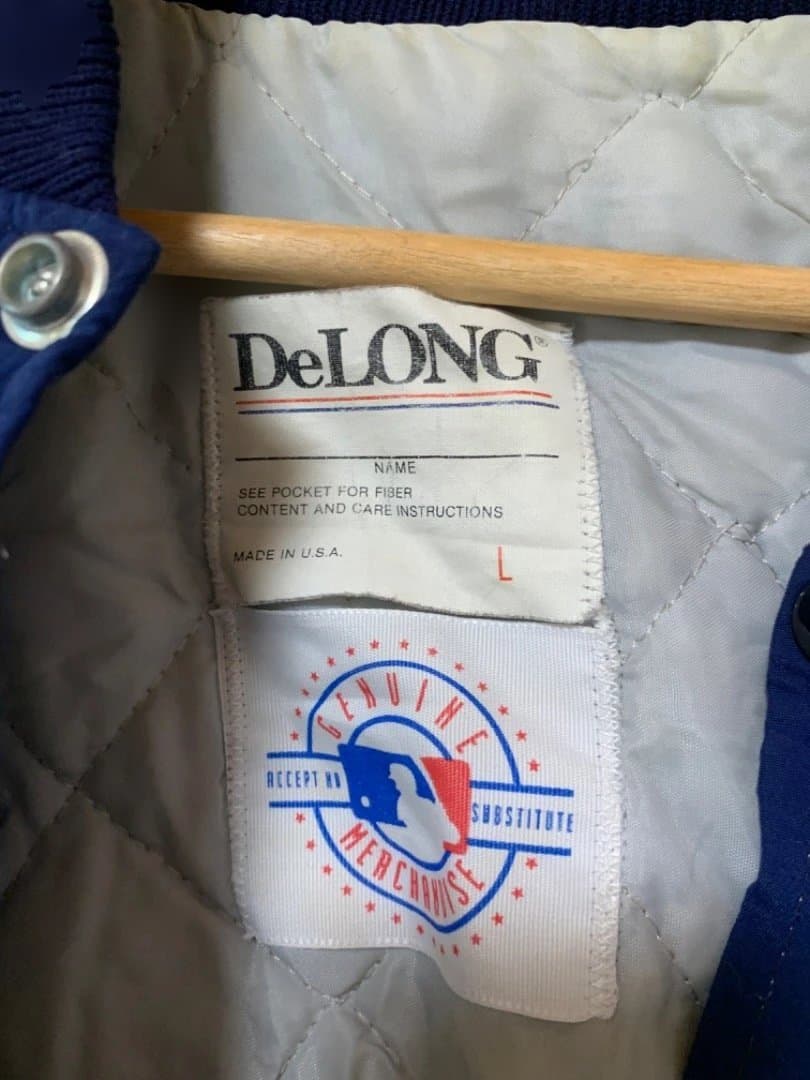 DeLONG®
NAME
SEE POCKET FOR FIBER
CONTENT AND CARE INSTRUCTIONS
MADE IN U.S.A.
L
GENUINE
ACCEPT NO
SUBSTITUTE
MERCHANDISE